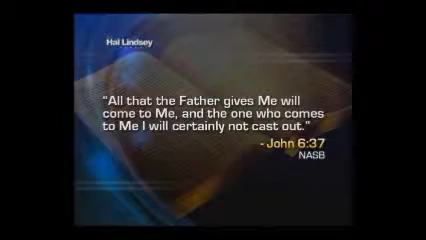 Hal Lindsey
"All that the Father gives Me will
come to Me, and the one who comes
to Me I will certainly not cast out."
- John 6:37
NASB